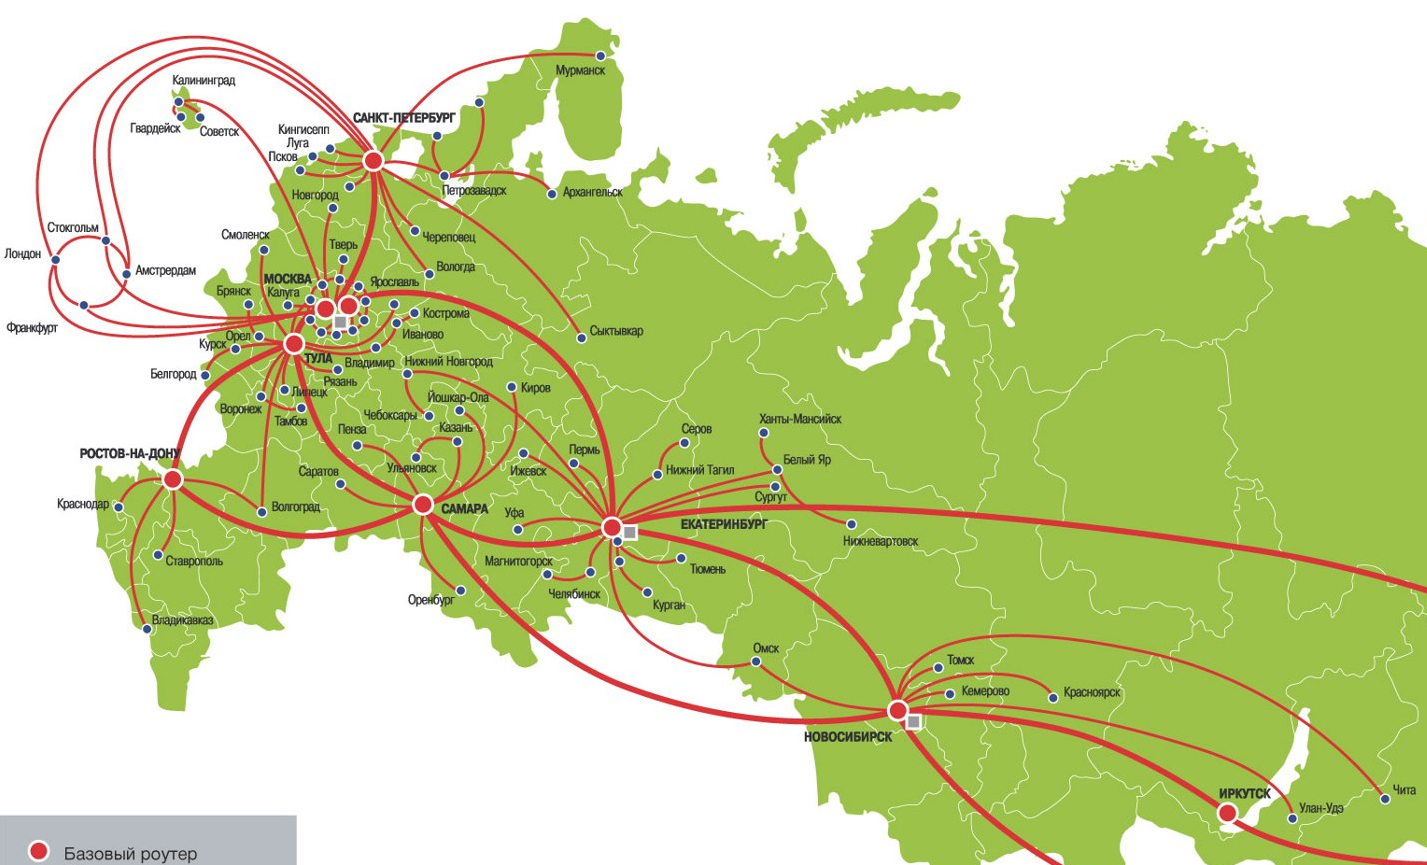 Мурманск
Калининград
Гвардейск
Советск
САНКТ-ПЕТЕРБУРГ
Кингисепп
Луга
Псков
Новгород
Петрозавадск
Архангельск
Стокгольм
Смоленск
Череповец
Лондон
Тверь
Амстрердам
Вологда
МОСКВА
Ярославль
Брянск
Калуга
Кострома
Франкфурт
Сыктывкар
Орел
Иваново
Курск
ТУЛА
Владимир
Нижний Новгород
Белгород
Рязань
Киров
Липецк
Йошкар-Ола
Воронеж
Чебоксары
Тамбов
Ханты-Мансийск
Пенза
Казань
Серов
РОСТОВ-НА-ДОНУ
Пермь
Белый Яр
Саратов
Ульяновск
Ижевск
Нижний Тагил
Сургут
Краснодар
Волгоград
САМАРА
Уфа
ЕКАТЕРИНБУРГ
Нижневартовск
Ставрополь
Магнитогорск
Тюмень
Оренбург
Челябинск
Курган
Владикавказ
Омск
Томск
Кемерово
Красноярск
НОВОСИБИРСК
ИРКУТСК
Чита
Улан-Удэ
Базовый роутер